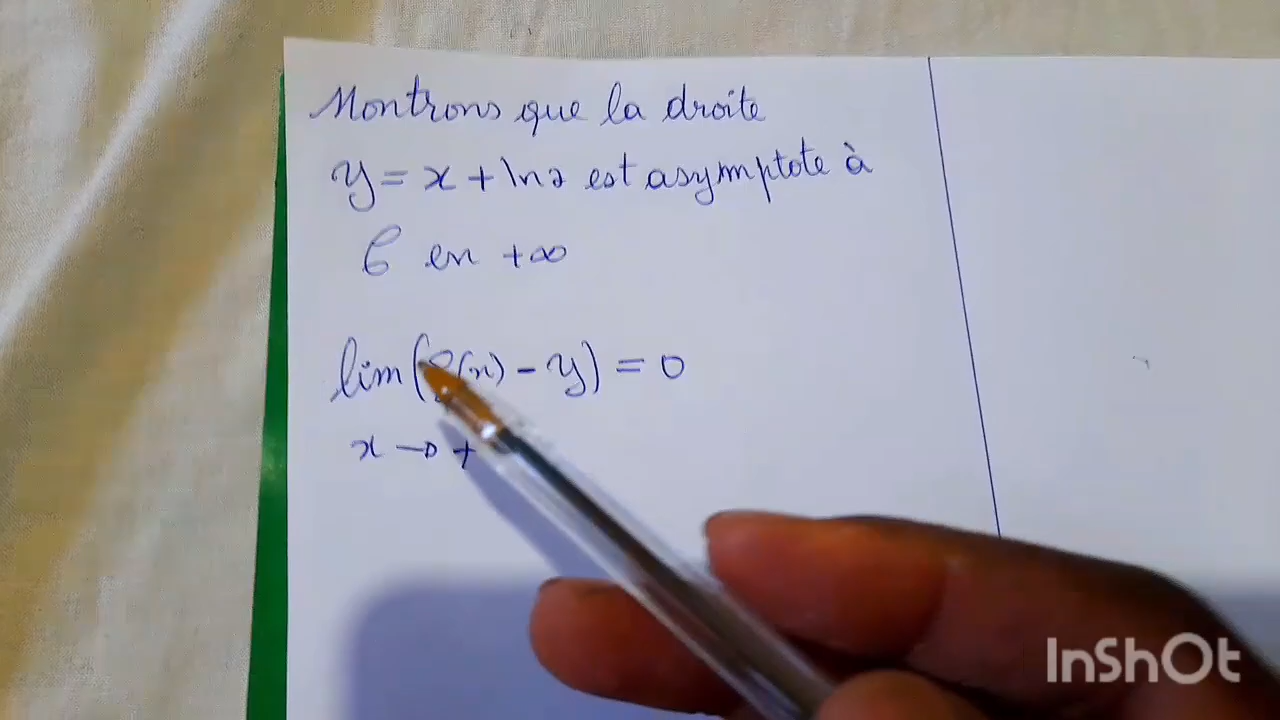 Montrons que la droite
y = x + ln2 est asymptote à
C en +∞
lim(f(x) - y) = 0
x → +
InShOt